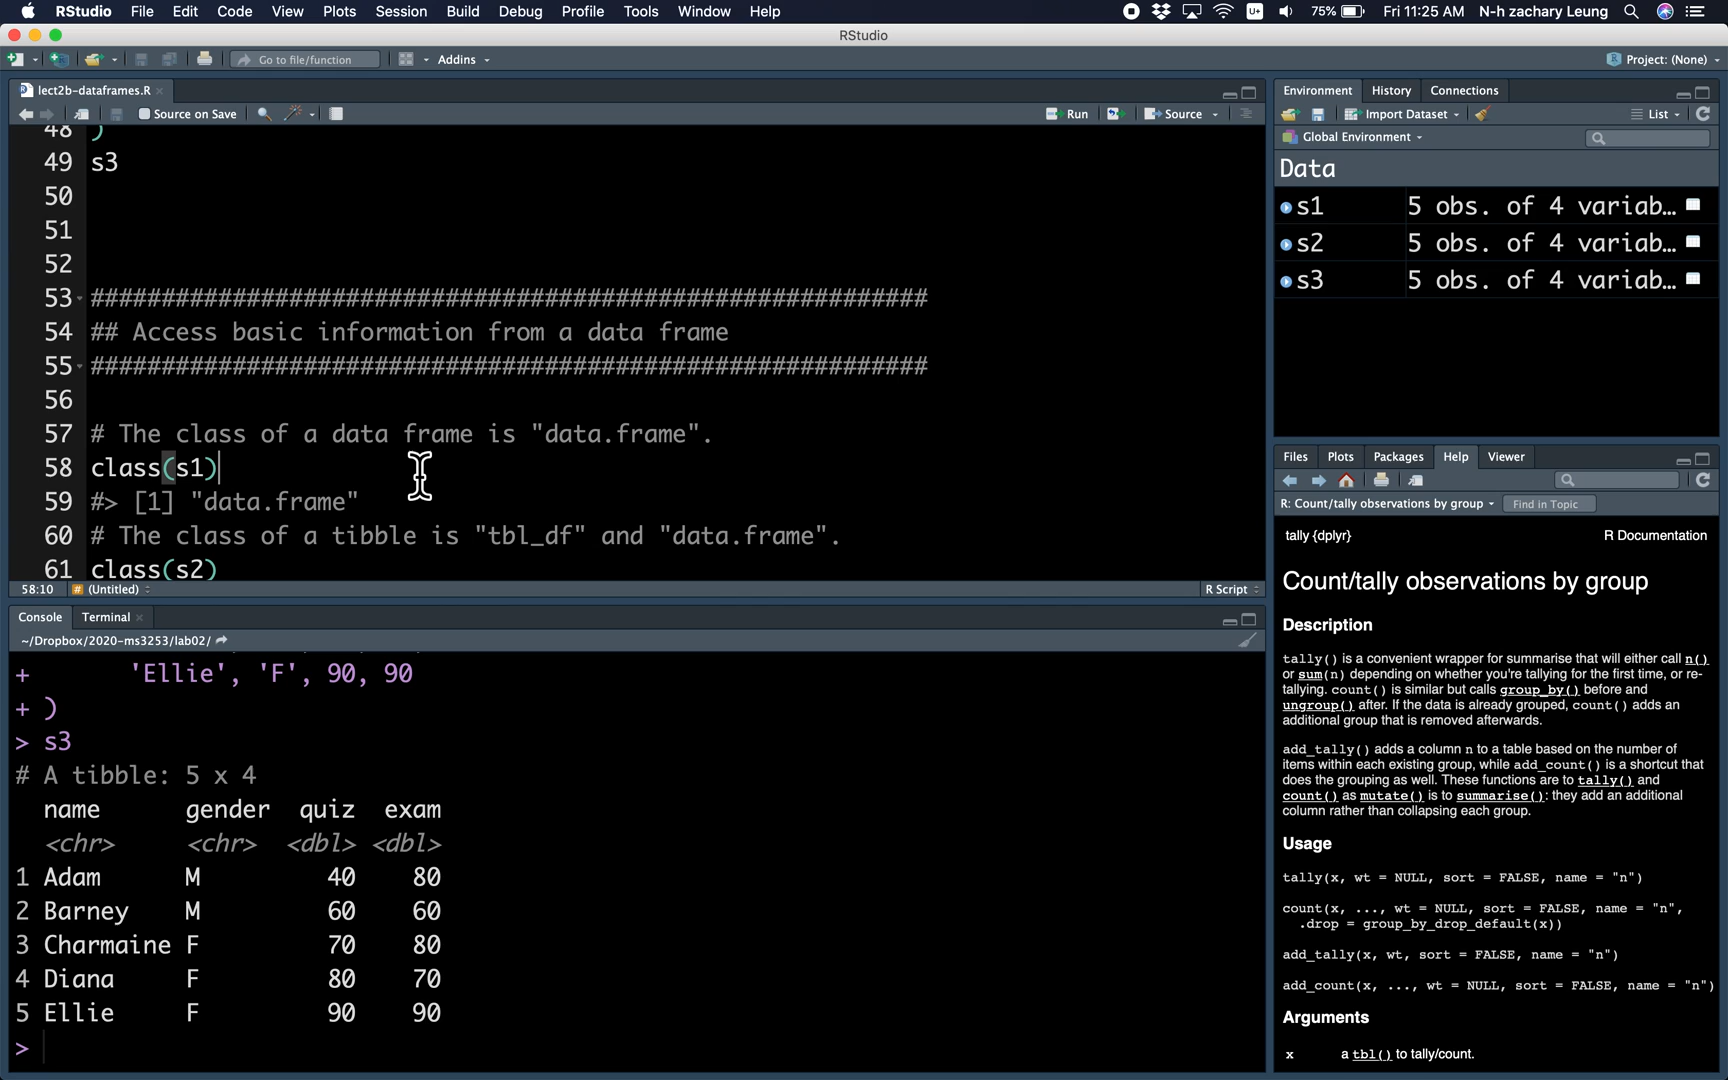 RStudio File Edit Code View Plots Session Build Debug Profile Tools Window Help 75% Fri 11:25 AM N-h zachary Leung
RStudio
Go to file/function Addins Project: (None)
lect2b-dataframes.R
Source on Save Run Source
48 )
49 s3
50
51
52
53 ###########################################################
54 ## Access basic information from a data frame
55 ###########################################################
56
57 # The class of a data frame is "data.frame".
58 class(s1)
59 #> [1] "data.frame"
60 # The class of a tibble is "tbl_df" and "data.frame".
61 class(s2)
58:10 # (Untitled) R Script
Console Terminal
~/Dropbox/2020-ms3253/lab02/
+ 'Ellie', 'F', 90, 90
+ )
> s3
# A tibble: 5 x 4
name gender quiz exam
<chr> <chr> <dbl> <dbl>
1 Adam M 40 80
2 Barney M 60 60
3 Charmaine F 70 80
4 Diana F 80 70
5 Ellie F 90 90
>
Environment History Connections
Import Dataset List
Global Environment
Data
s1 5 obs. of 4 variab...
s2 5 obs. of 4 variab...
s3 5 obs. of 4 variab...
Files Plots Packages Help Viewer
R: Count/tally observations by group Find in Topic
tally {dplyr} R Documentation
Count/tally observations by group
Description
tally() is a convenient wrapper for summarise that will either call n()
or sum(n) depending on whether you're tallying for the first time, or re-
tallying. count() is similar but calls group_by() before and
ungroup() after. If the data is already grouped, count() adds an
additional group that is removed afterwards.
add_tally() adds a column n to a table based on the number of
items within each existing group, while add_count() is a shortcut that
does the grouping as well. These functions are to tally() and
count() as mutate() is to summarise(): they add an additional
column rather than collapsing each group.
Usage
tally(x, wt = NULL, sort = FALSE, name = "n")
count(x, ..., wt = NULL, sort = FALSE, name = "n",
.drop = group_by_drop_default(x))
add_tally(x, wt, sort = FALSE, name = "n")
add_count(x, ..., wt = NULL, sort = FALSE, name = "n")
Arguments
x a tbl() to tally/count.